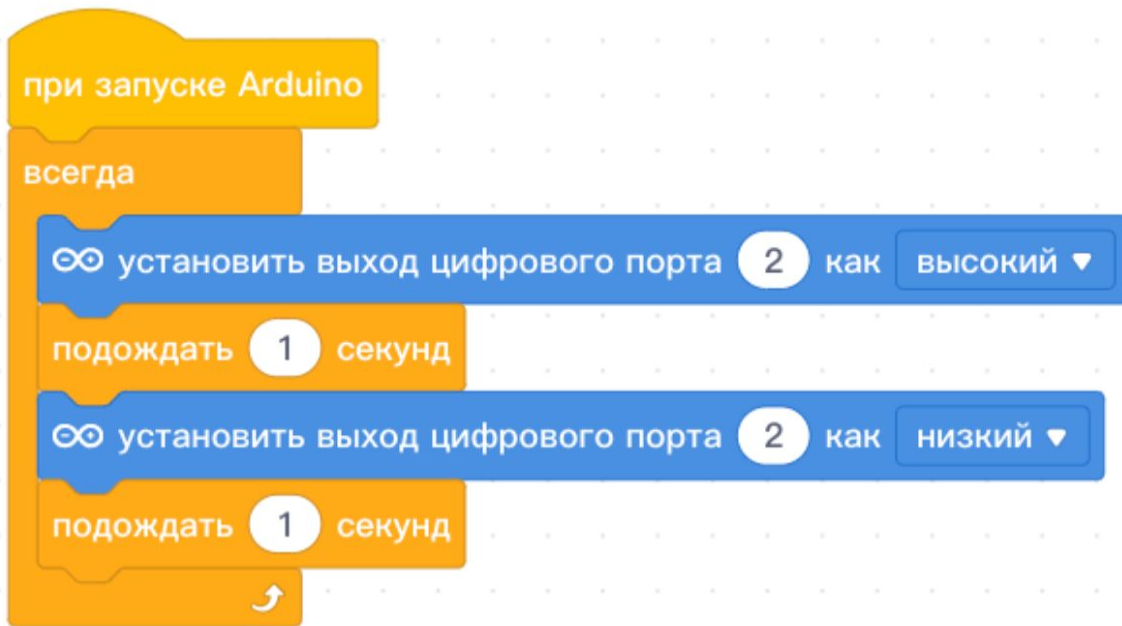 при запуске Arduino
всегда
установить выход цифрового порта 2 как высокий
подождать 1 секунд
установить выход цифрового порта 2 как низкий
подождать 1 секунд